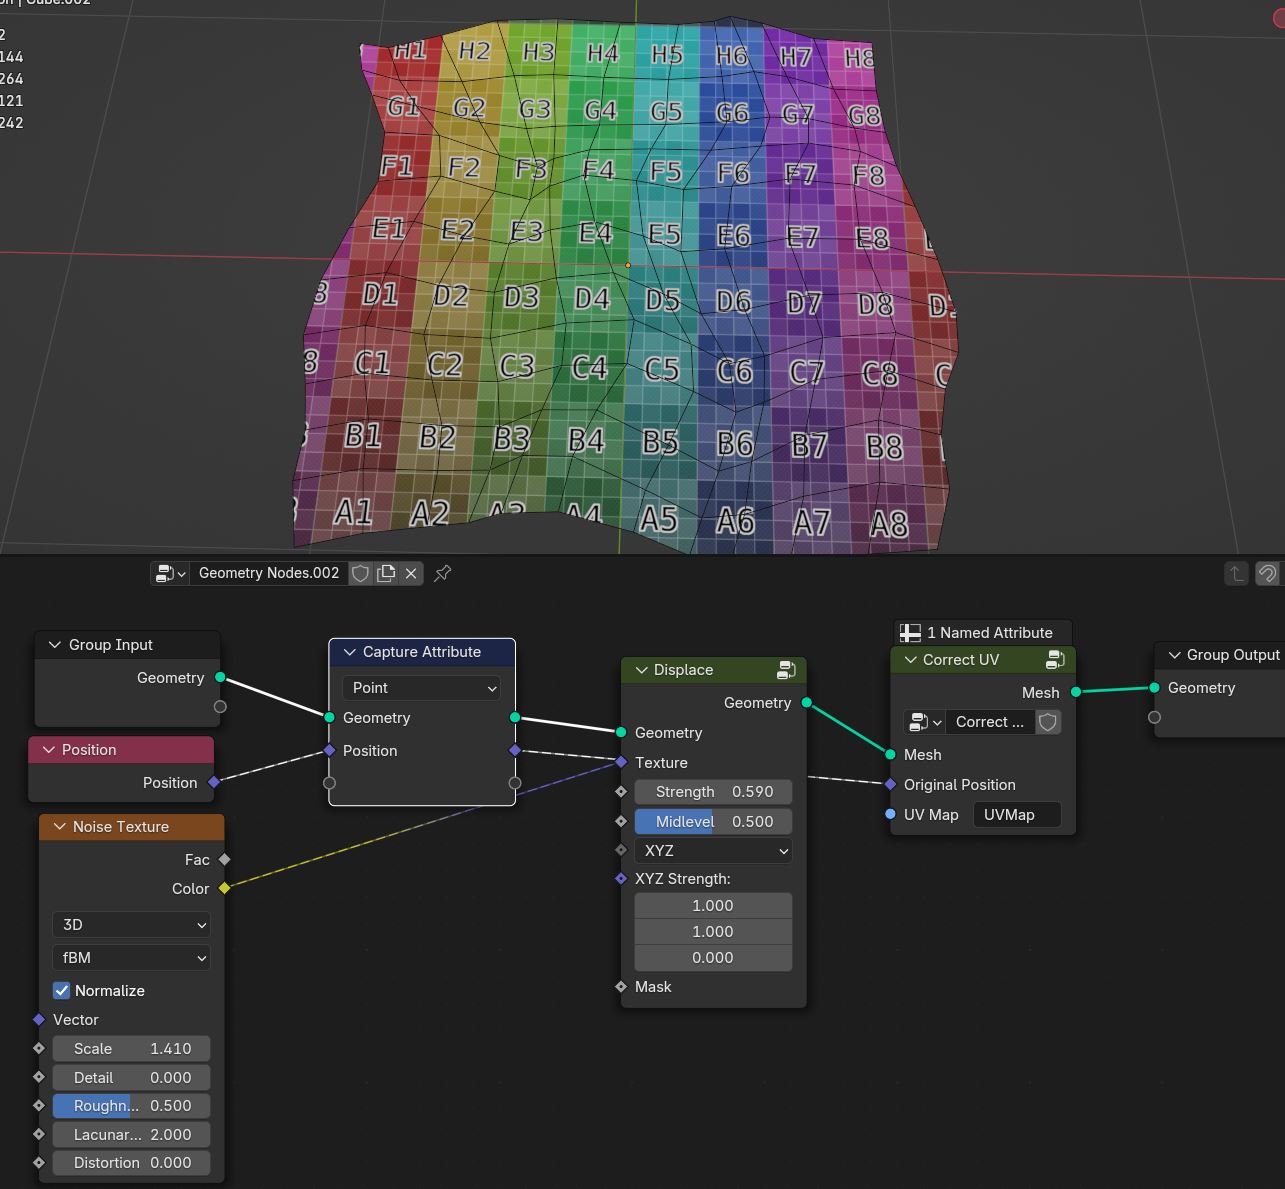 Cube.002
2
144
264
121
242
H1 H2 H3 H4 H5 H6 H7 H8
G1 G2 G3 G4 G5 G6 G7 G8
F1 F2 F3 F4 F5 F6 F7 F8
E1 E2 E3 E4 E5 E6 E7 E8
8 D1 D2 D3 D4 D5 D6 D7 D8 D1
8 C1 C2 C3 C4 C5 C6 C7 C8 C
B1 B2 B3 B4 B5 B6 B7 B8
A1 A2 A3 A4 A5 A6 A7 A8
Geometry Nodes.002
Group Input
Geometry
Position
Position
Noise Texture
Fac
Color
3D
fBM
Normalize
Vector
Scale 1.410
Detail 0.000
Roughn... 0.500
Lacunar... 2.000
Distortion 0.000
Capture Attribute
Point
Geometry
Position
Displace
Geometry
Geometry
Texture
Strength 0.590
Midlevel 0.500
XYZ
XYZ Strength:
1.000
1.000
0.000
Mask
1 Named Attribute
Correct UV
Mesh
Correct ...
Mesh
Original Position
UV Map UVMap
Group Output
Geometry